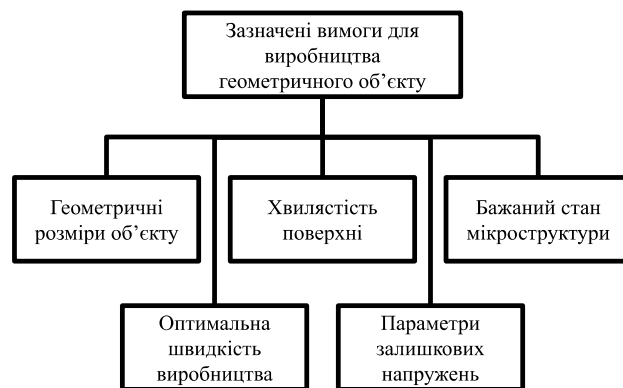 Зазначені вимоги для
виробництва
геометричного об’єкту
Геометричні
розміри об’єкту
Хвилястість
поверхні
Бажаний стан
мікроструктури
Оптимальна
швидкість
виробництва
Параметри
залишкових
напружень